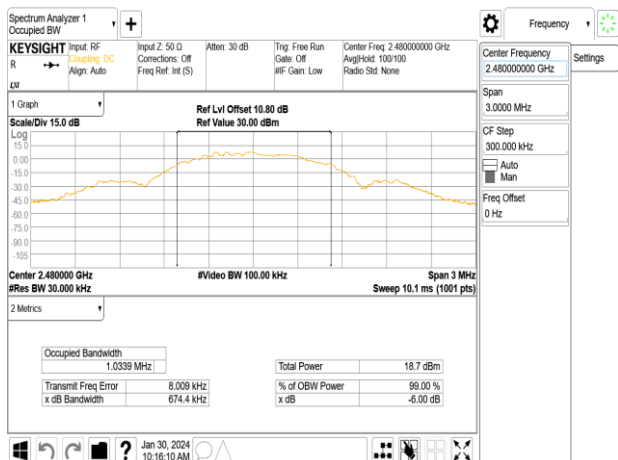 Spectrum Analyzer 1
Occupied BW
+
Frequency
KEYSIGHT
R
LXI
Input: RF
Coupling: DC
Align: Auto
Input Z: 50 Ω
Corrections: Off
Freq Ref: Int (S)
Atten: 30 dB
Trig: Free Run
Gate: Off
#IF Gain: Low
Center Freq: 2.480000000 GHz
Avg|Hold: 100/100
Radio Std: None
Center Frequency
2.480000000 GHz
Settings
Span
3.0000 MHz
CF Step
300.000 kHz
Auto
Man
Freq Offset
0 Hz
1 Graph
Scale/Div 15.0 dB
Ref Lvl Offset 10.80 dB
Ref Value 30.00 dBm
Log
15.0
0.00
-15.0
-30.0
-45.0
-60.0
-75.0
-90.0
-105
Center 2.480000 GHz
#Res BW 30.000 kHz
#Video BW 100.00 kHz
Span 3 MHz
Sweep 10.1 ms (1001 pts)
2 Metrics
Occupied Bandwidth
1.0339 MHz
Total Power 18.7 dBm
Transmit Freq Error 8.009 kHz
% of OBW Power 99.00 %
x dB Bandwidth 674.4 kHz
x dB -6.00 dB
?
Jan 30, 2024
10:16:10 AM